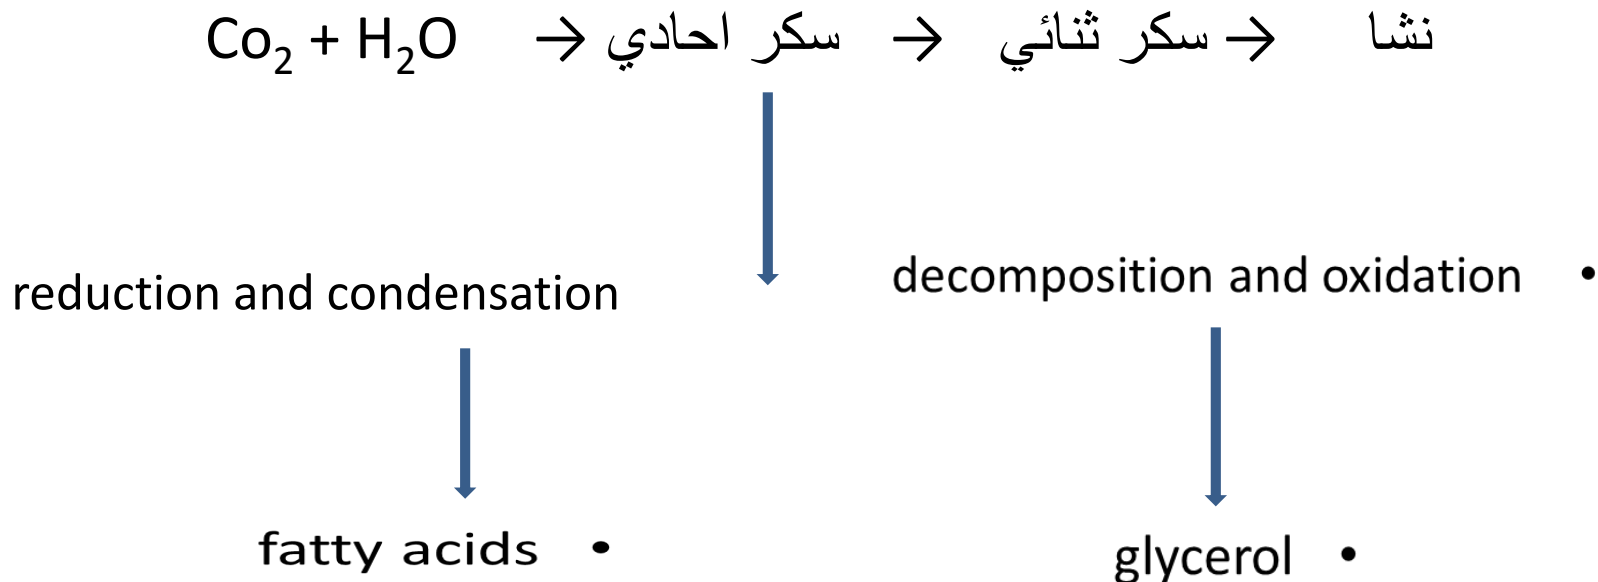 Co₂ + H₂O → سكر احادي → سكر ثنائي → نشا
reduction and condensation
decomposition and oxidation •
fatty acids •
glycerol •